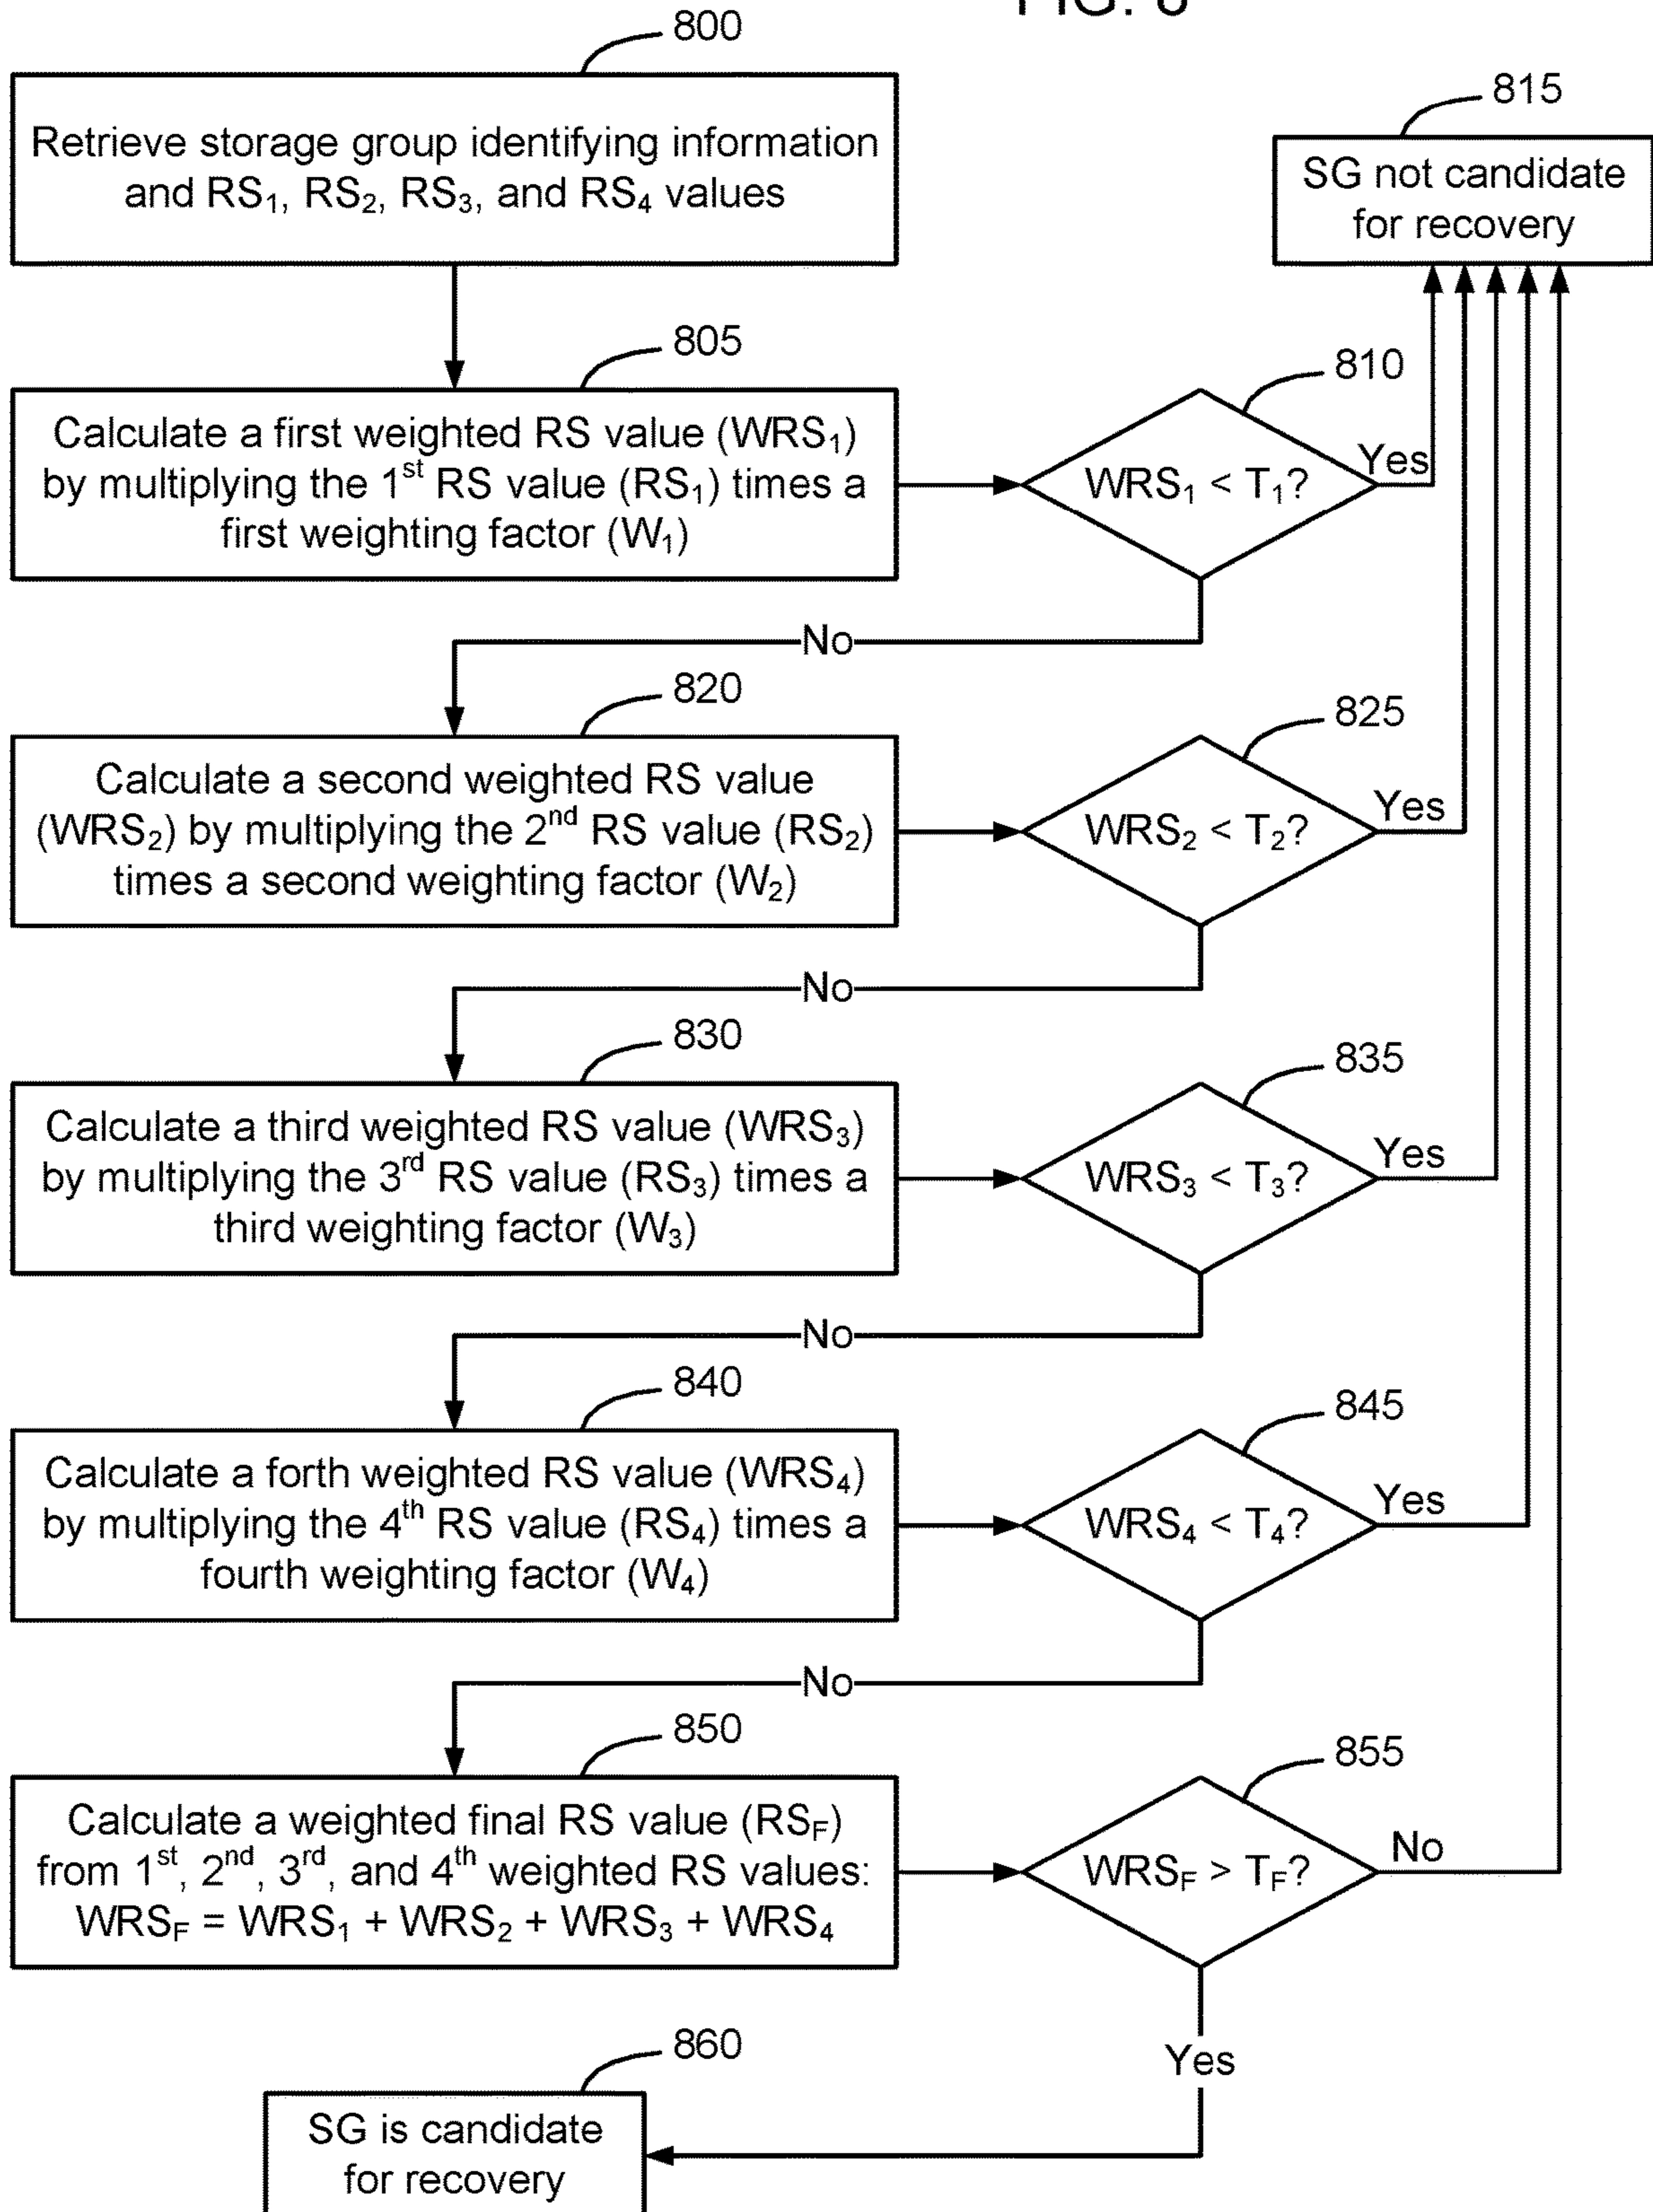 FIG. 8
800
Retrieve storage group identifying information
and RS₁, RS₂, RS₃, and RS₄ values
815
SG not candidate
for recovery
805
Calculate a first weighted RS value (WRS₁)
by multiplying the 1st RS value (RS₁) times a
first weighting factor (W₁)
810
WRS₁ < T₁?
Yes
No
820
Calculate a second weighted RS value
(WRS₂) by multiplying the 2nd RS value (RS₂)
times a second weighting factor (W₂)
825
WRS₂ < T₂?
Yes
No
830
Calculate a third weighted RS value (WRS₃)
by multiplying the 3rd RS value (RS₃) times a
third weighting factor (W₃)
835
WRS₃ < T₃?
Yes
No
840
Calculate a forth weighted RS value (WRS₄)
by multiplying the 4th RS value (RS₄) times a
fourth weighting factor (W₄)
845
WRS₄ < T₄?
Yes
No
850
Calculate a weighted final RS value (RS_F)
from 1st, 2nd, 3rd, and 4th weighted RS values:
WRS_F = WRS₁ + WRS₂ + WRS₃ + WRS₄
855
WRS_F > T_F?
No
Yes
860
SG is candidate
for recovery